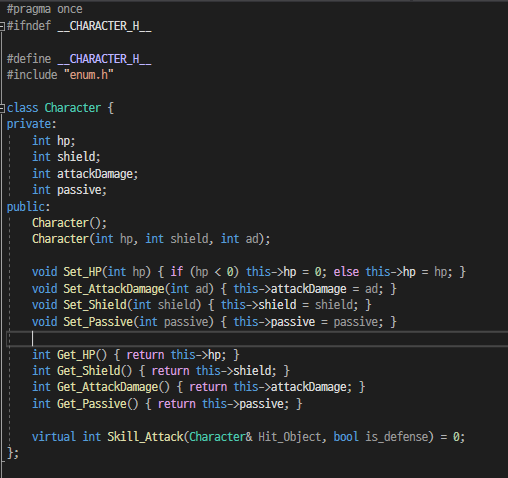 #pragma once
#ifndef __CHARACTER_H__
#define __CHARACTER_H__
#include "enum.h"
class Character {
private:
int hp;
int shield;
int attackDamage;
int passive;
public:
Character();
Character(int hp, int shield, int ad);
void Set_HP(int hp) { if (hp < 0) this->hp = 0; else this->hp = hp; }
void Set_AttackDamage(int ad) { this->attackDamage = ad; }
void Set_Shield(int shield) { this->shield = shield; }
void Set_Passive(int passive) { this->passive = passive; }
int Get_HP() { return this->hp; }
int Get_Shield() { return this->shield; }
int Get_AttackDamage() { return this->attackDamage; }
int Get_Passive() { return this->passive; }
virtual int Skill_Attack(Character& Hit_Object, bool is_defense) = 0;
};